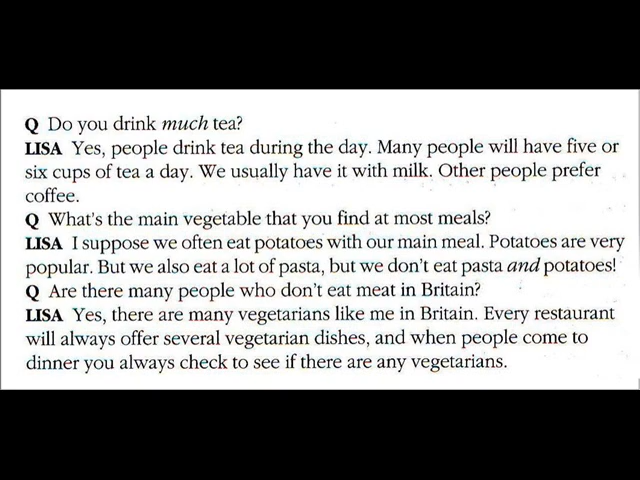 Q Do you drink much tea?
LISA Yes, people drink tea during the day. Many people will have five or
six cups of tea a day. We usually have it with milk. Other people prefer
coffee.
Q What's the main vegetable that you find at most meals?
LISA I suppose we often eat potatoes with our main meal. Potatoes are very
popular. But we also eat a lot of pasta, but we don't eat pasta and potatoes!
Q Are there many people who don't eat meat in Britain?
LISA Yes, there are many vegetarians like me in Britain. Every restaurant
will always offer several vegetarian dishes, and when people come to
dinner you always check to see if there are any vegetarians.